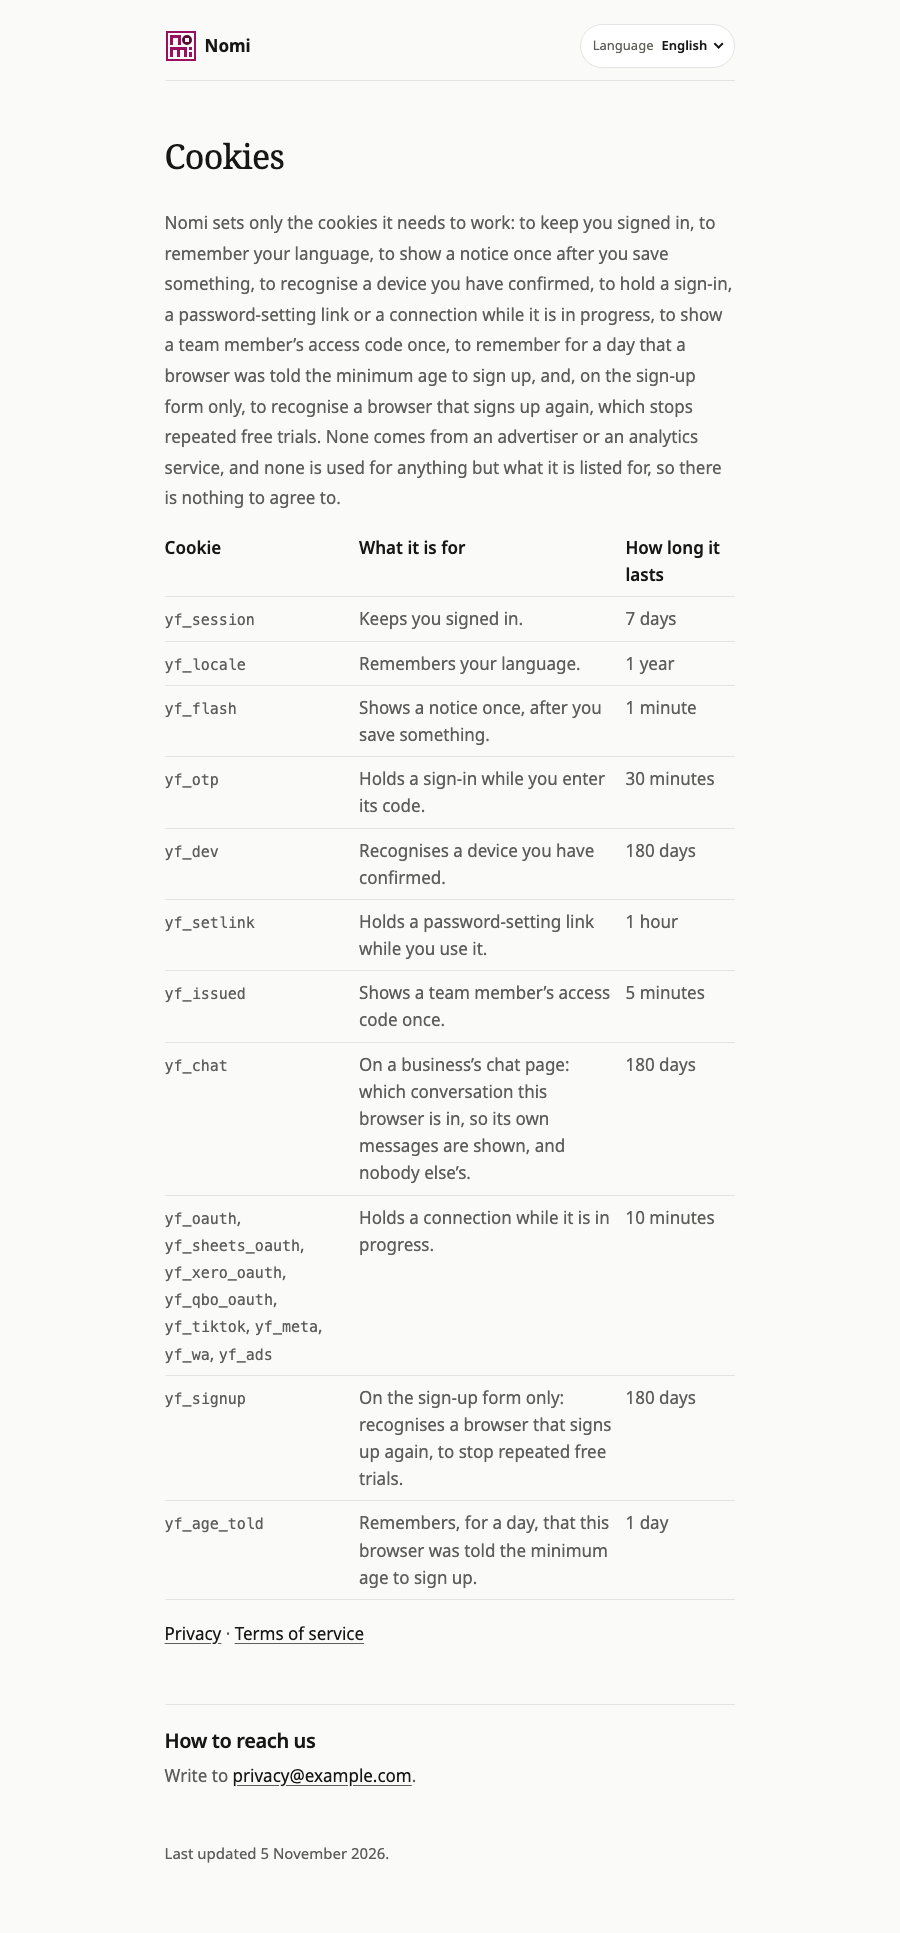 nomi Nomi
Language English
Cookies
Nomi sets only the cookies it needs to work: to keep you signed in, to
remember your language, to show a notice once after you save
something, to recognise a device you have confirmed, to hold a sign-in,
a password-setting link or a connection while it is in progress, to show
a team member’s access code once, to remember for a day that a
browser was told the minimum age to sign up, and, on the sign-up
form only, to recognise a browser that signs up again, which stops
repeated free trials. None comes from an advertiser or an analytics
service, and none is used for anything but what it is listed for, so there
is nothing to agree to.
Cookie What it is for How long it
lasts
yf_session Keeps you signed in. 7 days
yf_locale Remembers your language. 1 year
yf_flash Shows a notice once, after you 1 minute
save something.
yf_otp Holds a sign-in while you enter 30 minutes
its code.
yf_dev Recognises a device you have 180 days
confirmed.
yf_setlink Holds a password-setting link 1 hour
while you use it.
yf_issued Shows a team member’s access 5 minutes
code once.
yf_chat On a business’s chat page: 180 days
which conversation this
browser is in, so its own
messages are shown, and
nobody else’s.
yf_oauth, Holds a connection while it is in 10 minutes
yf_sheets_oauth, progress.
yf_xero_oauth,
yf_qbo_oauth,
yf_tiktok, yf_meta,
yf_wa, yf_ads
yf_signup On the sign-up form only: 180 days
recognises a browser that signs
up again, to stop repeated free
trials.
yf_age_told Remembers, for a day, that this 1 day
browser was told the minimum
age to sign up.
Privacy · Terms of service
How to reach us
Write to privacy@example.com.
Last updated 5 November 2026.